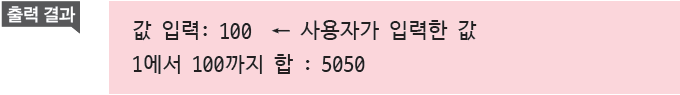 출력 결과
값 입력: 100 ← 사용자가 입력한 값
1에서 100까지 합 : 5050